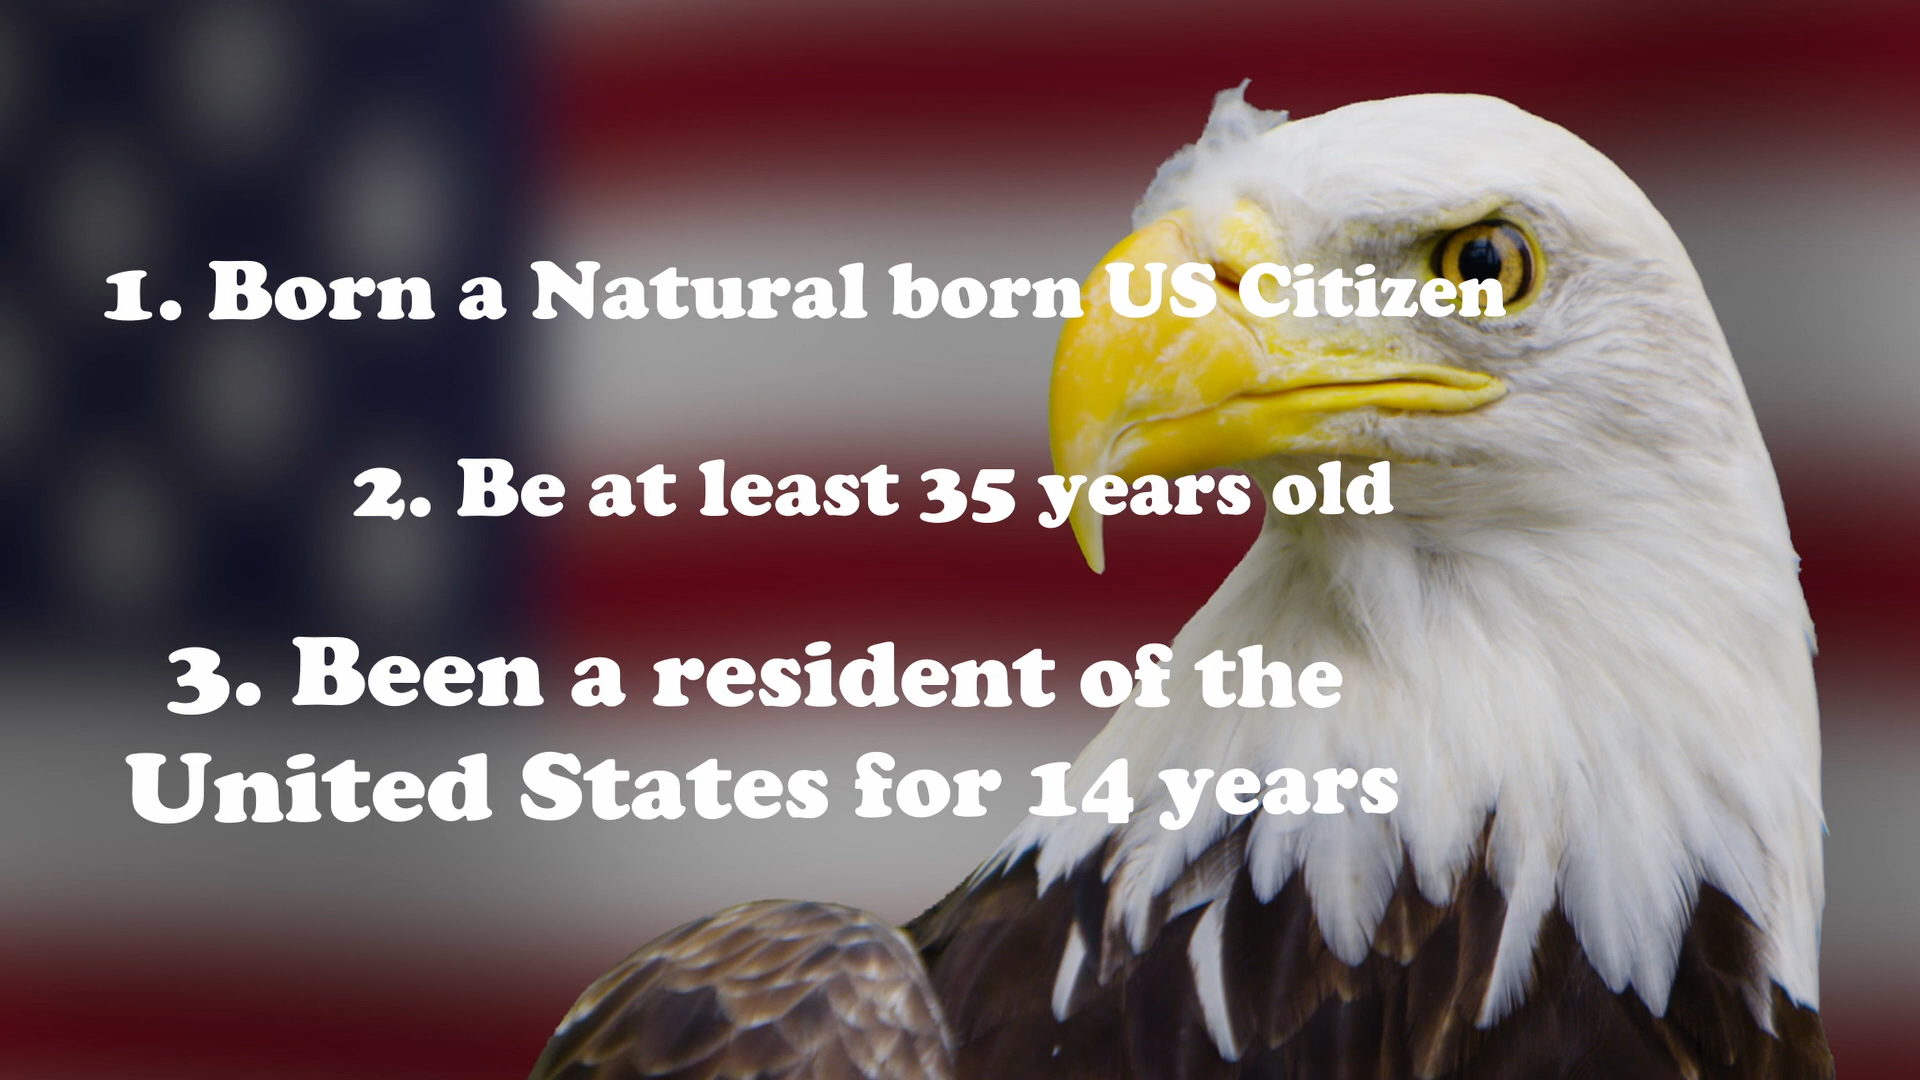 1. Born a Natural born US Citizen
2. Be at least 35 years old
3. Been a resident of the
United States for 14 years